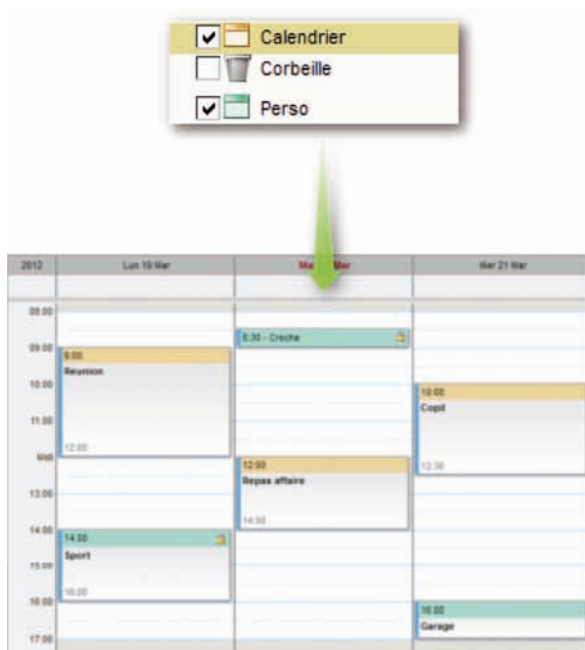 Calendrier
Corbeille
Perso
2012
Lun 19 Mar
Mar
Mer 21 Mar
08:00
8:30 - Creche
09:00
9:00
Reunion
10:00
10:00
Copil
11:00
12:00
12:30
Midi
12:00
Repas affaire
13:00
14:00
14:00
14:00
Sport
15:00
16:00
16:00
16:00
Garage
17:00